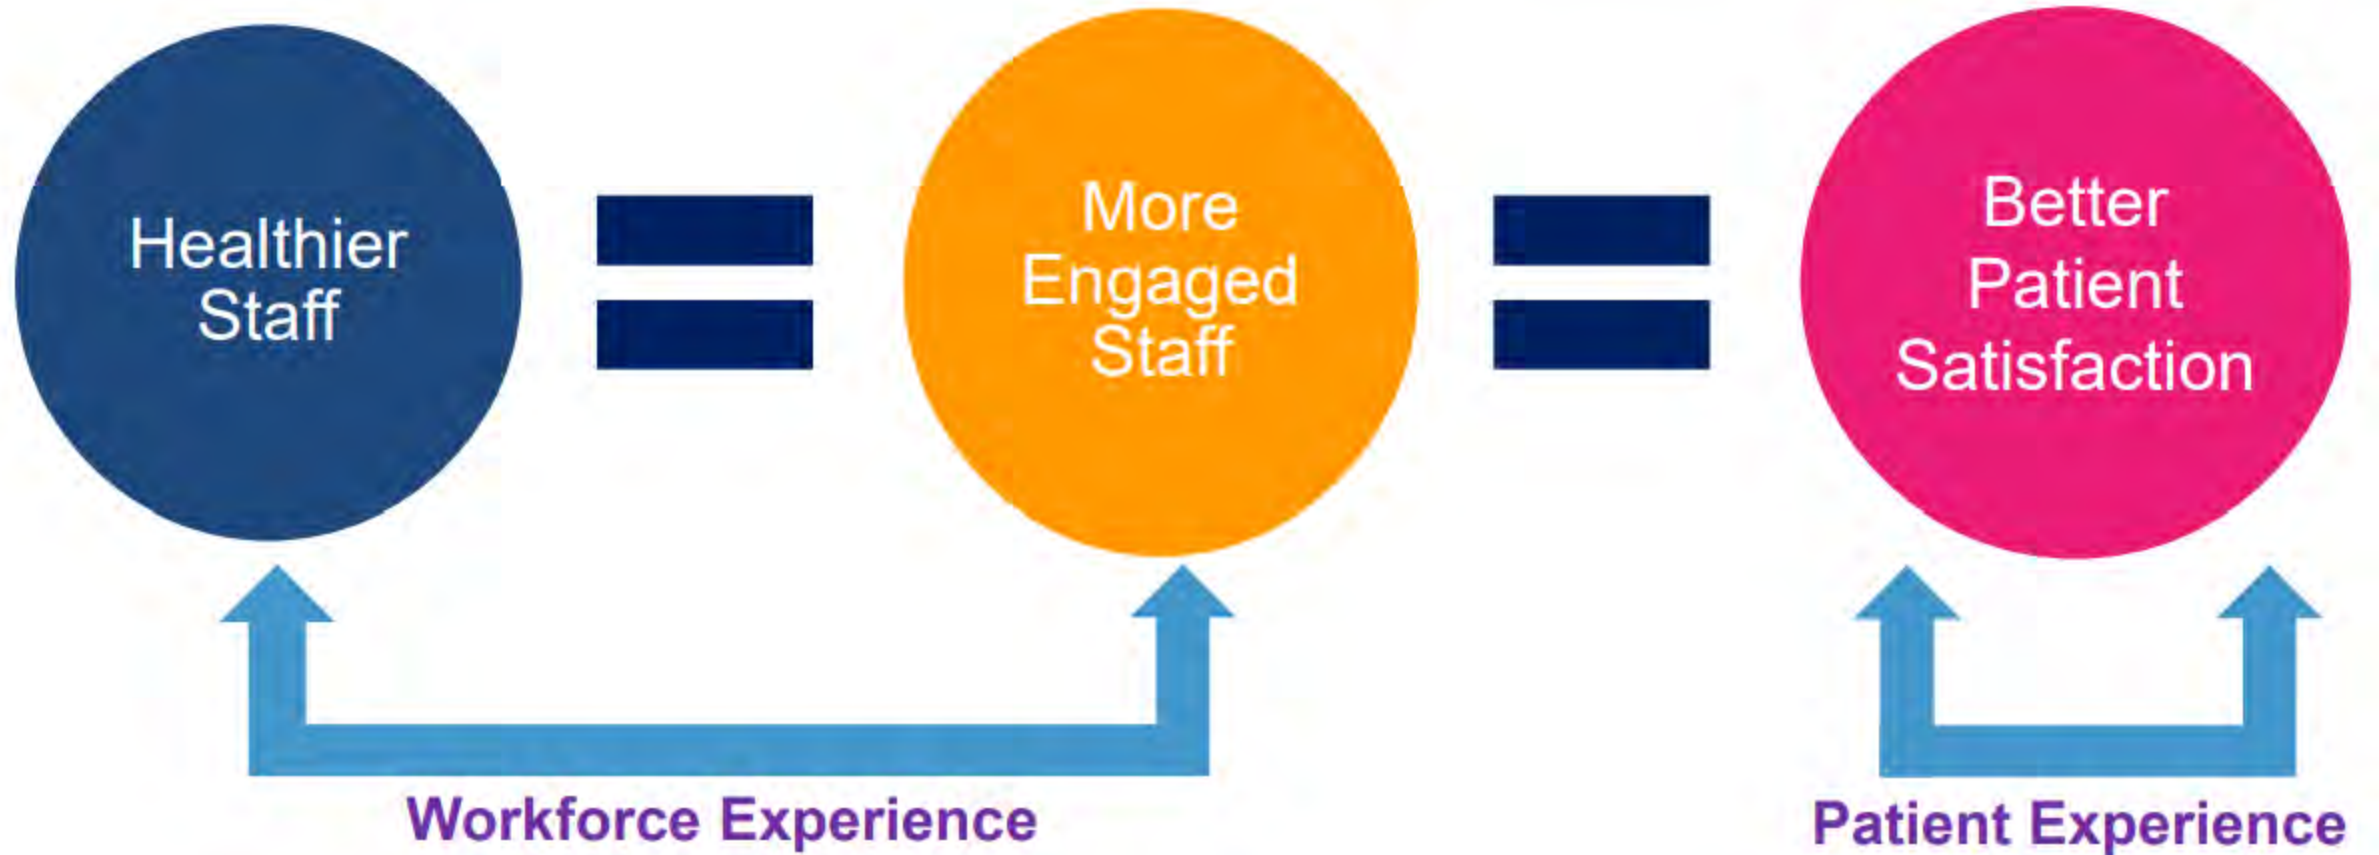 Healthier
Staff
More
Engaged
Staff
Better
Patient
Satisfaction
Workforce Experience
Patient Experience